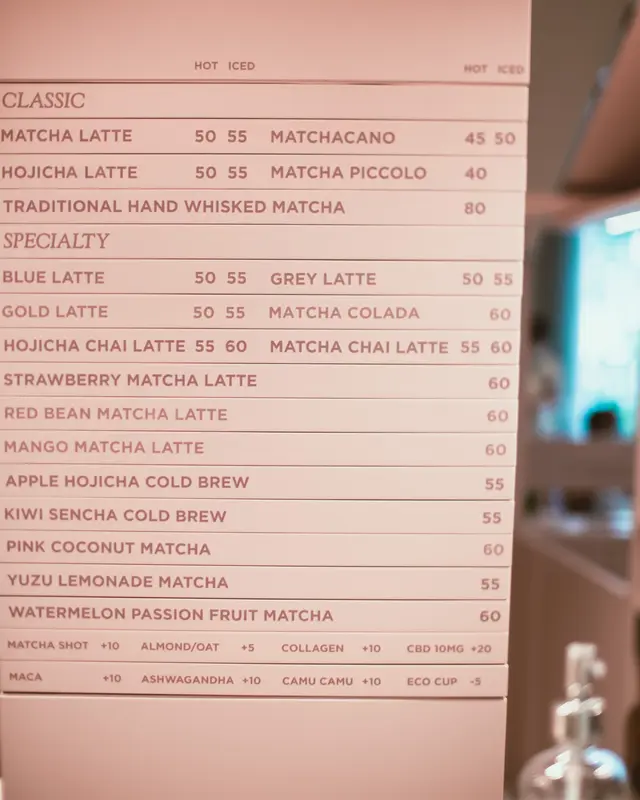 HOT ICED HOT ICED
CLASSIC
MATCHA LATTE 50 55 MATCHACANO 45 50
HOJICHA LATTE 50 55 MATCHA PICCOLO 40
TRADITIONAL HAND WHISKED MATCHA 80
SPECIALTY
BLUE LATTE 50 55 GREY LATTE 50 55
GOLD LATTE 50 55 MATCHA COLADA 60
HOJICHA CHAI LATTE 55 60 MATCHA CHAI LATTE 55 60
STRAWBERRY MATCHA LATTE 60
RED BEAN MATCHA LATTE 60
MANGO MATCHA LATTE 60
APPLE HOJICHA COLD BREW 55
KIWI SENCHA COLD BREW 55
PINK COCONUT MATCHA 60
YUZU LEMONADE MATCHA 55
WATERMELON PASSION FRUIT MATCHA 60
MATCHA SHOT +10 ALMOND/OAT +5 COLLAGEN +10 CBD 10MG +20
MACA +10 ASHWAGANDHA +10 CAMU CAMU +10 ECO CUP -5